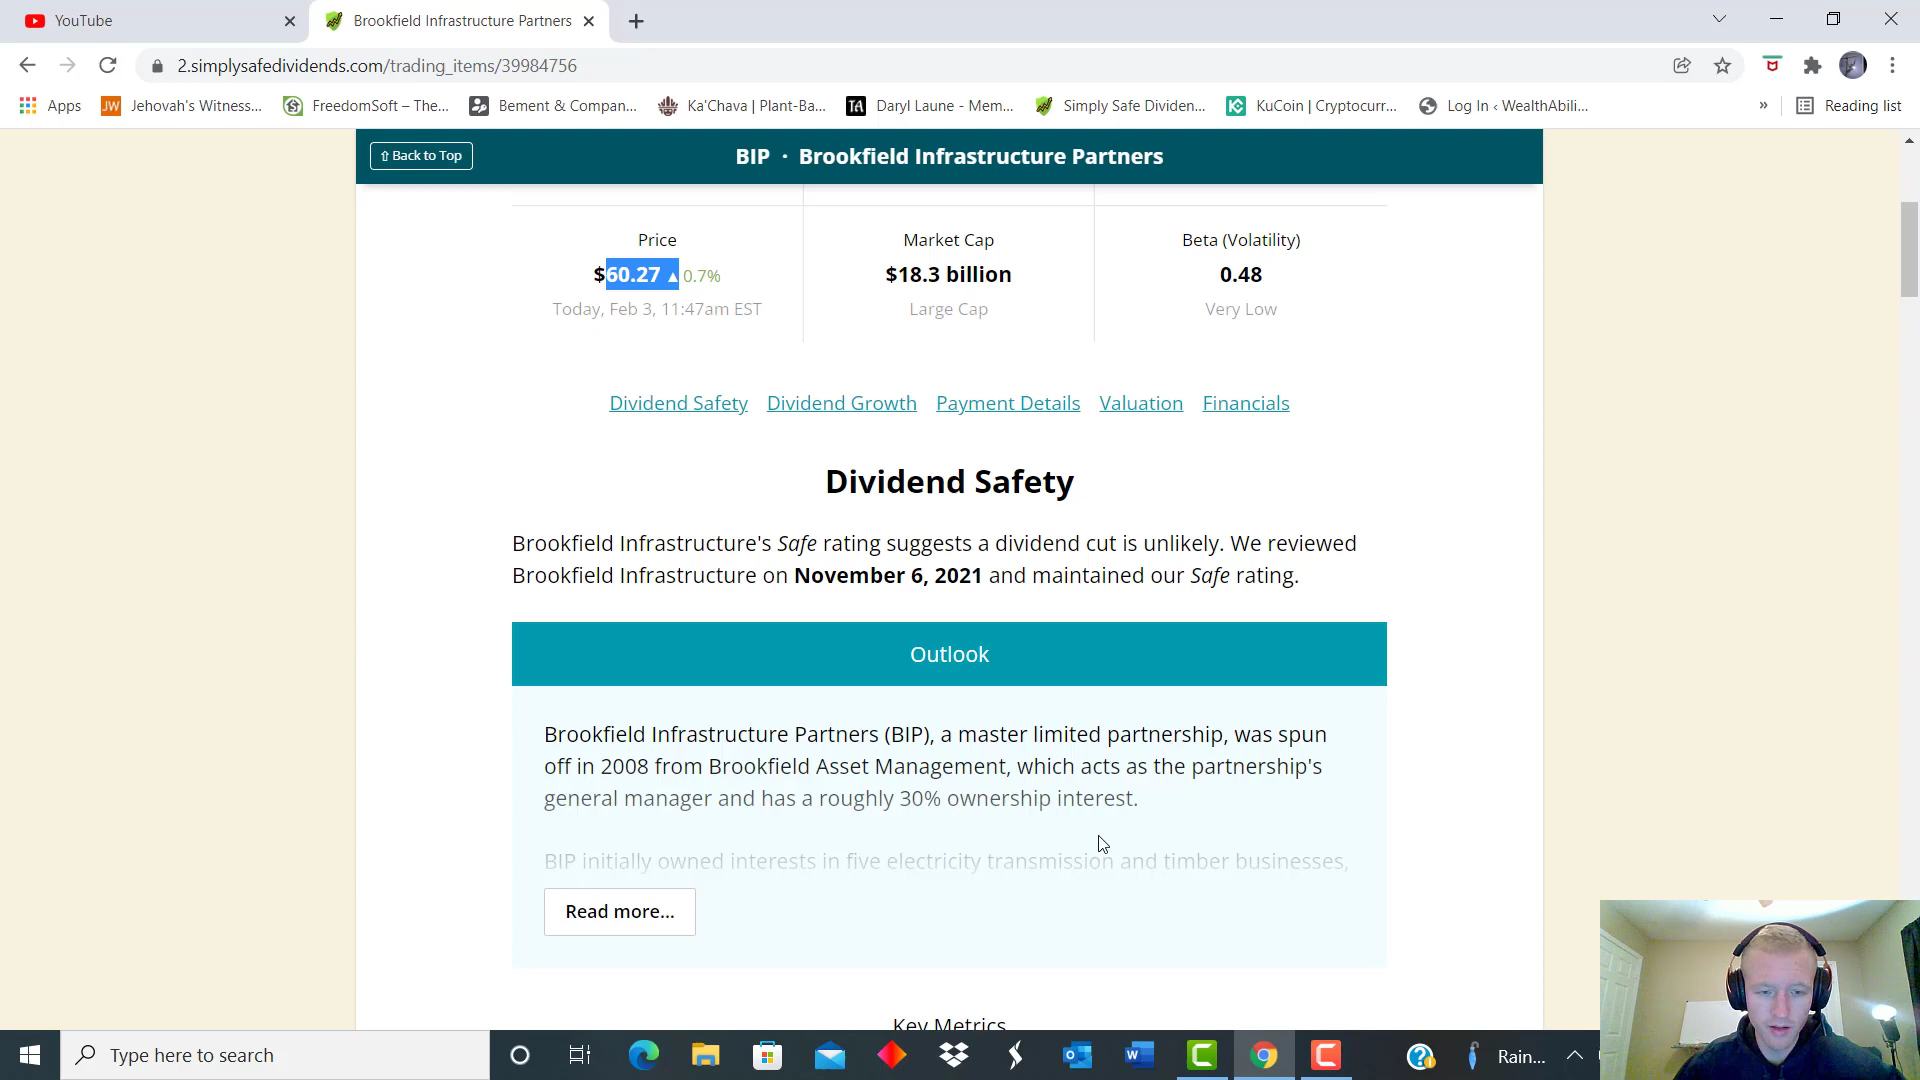 YouTube
Brookfield Infrastructure Partners
2.simplysafedividends.com/trading_items/39984756
Apps
Jehovah's Witness...
FreedomSoft – The...
Bement & Compan...
Ka'Chava | Plant-Ba...
Daryl Laune - Mem...
Simply Safe Dividen...
KuCoin | Cryptocurr...
Log In ‹ WealthAbili...
»
Reading list
⇧ Back to Top
BIP · Brookfield Infrastructure Partners
Price
$60.27 ▲ 0.7%
Today, Feb 3, 11:47am EST
Market Cap
$18.3 billion
Large Cap
Beta (Volatility)
0.48
Very Low
Dividend Safety Dividend Growth Payment Details Valuation Financials
Dividend Safety
Brookfield Infrastructure's Safe rating suggests a dividend cut is unlikely. We reviewed
Brookfield Infrastructure on November 6, 2021 and maintained our Safe rating.
Outlook
Brookfield Infrastructure Partners (BIP), a master limited partnership, was spun
off in 2008 from Brookfield Asset Management, which acts as the partnership's
general manager and has a roughly 30% ownership interest.
BIP initially owned interests in five electricity transmission and timber businesses,
Read more...
Key Metrics
Type here to search
Rain...